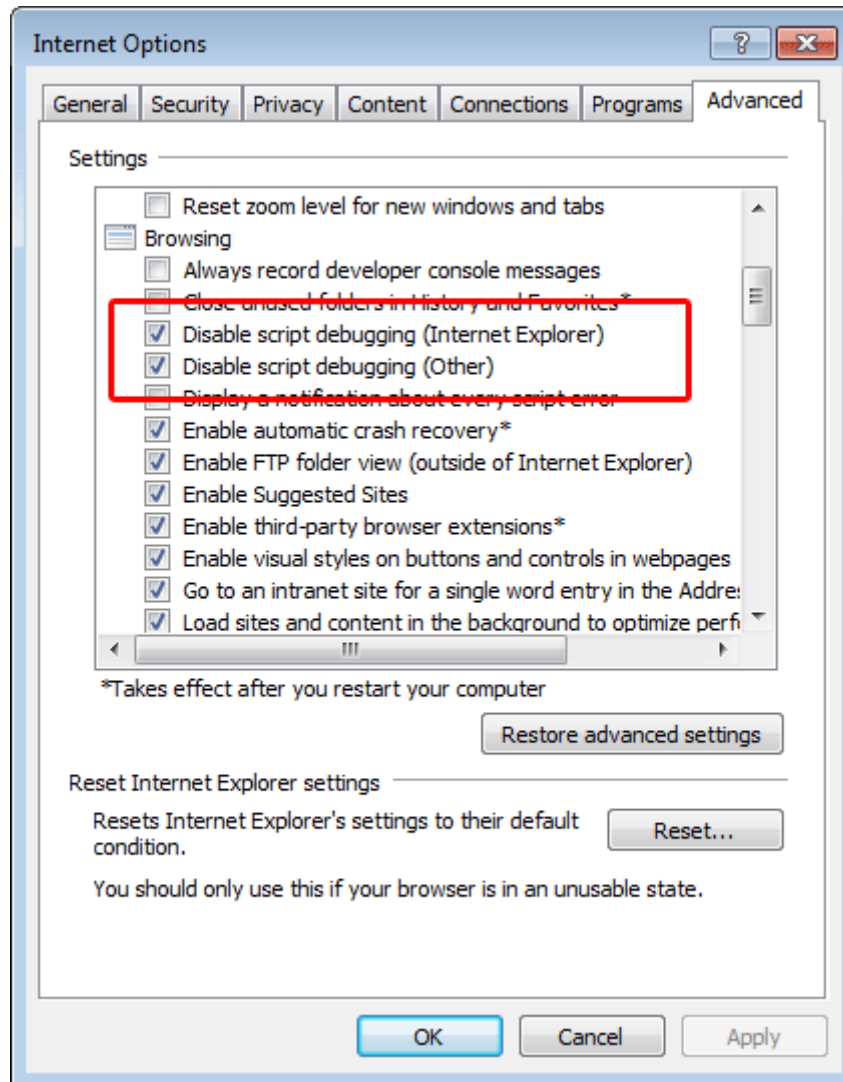 Internet Options
General Security Privacy Content Connections Programs Advanced
Settings
Reset zoom level for new windows and tabs
Browsing
Always record developer console messages
Close unused folders in History and Favorites*
Disable script debugging (Internet Explorer)
Disable script debugging (Other)
Display a notification about every script error
Enable automatic crash recovery*
Enable FTP folder view (outside of Internet Explorer)
Enable Suggested Sites
Enable third-party browser extensions*
Enable visual styles on buttons and controls in webpages
Go to an intranet site for a single word entry in the Addre
Load sites and content in the background to optimize perf
*Takes effect after you restart your computer
Restore advanced settings
Reset Internet Explorer settings
Resets Internet Explorer's settings to their default
condition.
Reset...
You should only use this if your browser is in an unusable state.
OK Cancel Apply